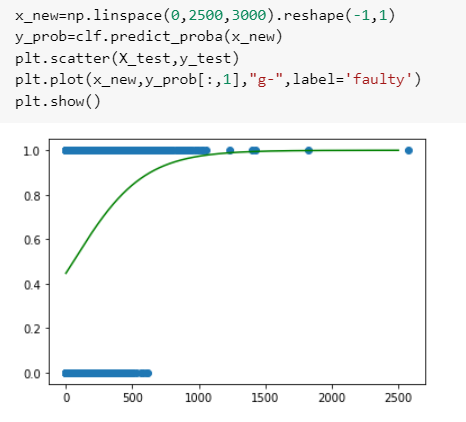 x_new=np.linspace(0,2500,3000).reshape(-1,1)
y_prob=clf.predict_proba(x_new)
plt.scatter(X_test,y_test)
plt.plot(x_new,y_prob[:,1],"g-",label='faulty')
plt.show()
1.0
0.8
0.6
0.4
0.2
0.0
0 500 1000 1500 2000 2500